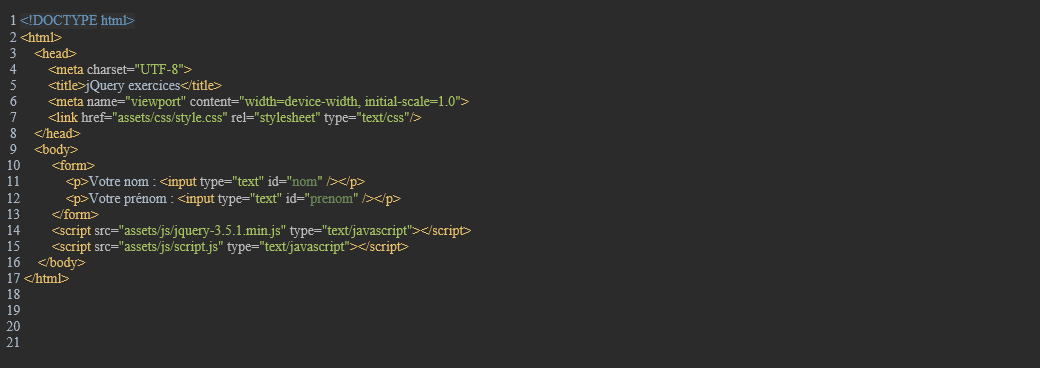 1 <!DOCTYPE html>
2 <html>
3 <head>
4 <meta charset="UTF-8">
5 <title>jQuery exercices</title>
6 <meta name="viewport" content="width=device-width, initial-scale=1.0">
7 <link href="assets/css/style.css" rel="stylesheet" type="text/css"/>
8 </head>
9 <body>
10 <form>
11 <p>Votre nom : <input type="text" id="nom" /></p>
12 <p>Votre prénom : <input type="text" id="prenom" /></p>
13 </form>
14 <script src="assets/js/jquery-3.5.1.min.js" type="text/javascript"></script>
15 <script src="assets/js/script.js" type="text/javascript"></script>
16 </body>
17 </html>
18
19
20
21